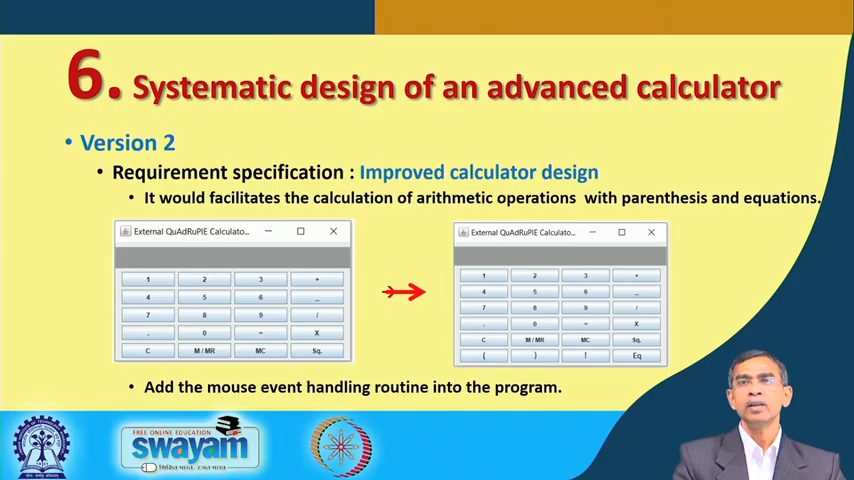 6. Systematic design of an advanced calculator
• Version 2
• Requirement specification : Improved calculator design
• It would facilitates the calculation of arithmetic operations with parenthesis and equations.
External QuAdRuPlE Calculato...
1 2 3 +
4 5 6 _
7 8 9 /
. 0 = X
C M / MR MC Sq.
External QuAdRuPlE Calculato...
1 2 3 +
4 5 6 _
7 8 9 /
. 0 = X
C M / MR MC Sq.
( ) ! Eq
• Add the mouse event handling routine into the program.
FREE ONLINE EDUCATION
swayam